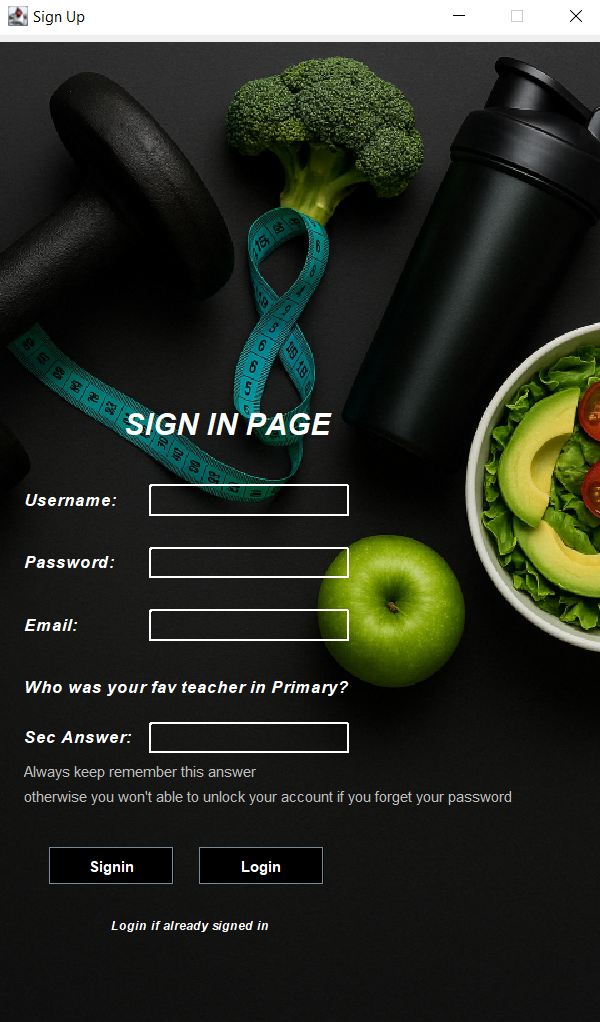 Sign Up
SIGN IN PAGE
Username:
Password:
Email:
Who was your fav teacher in Primary?
Sec Answer:
Always keep remember this answer
otherwise you won't able to unlock your account if you forget your password
Signin Login
Login if already signed in